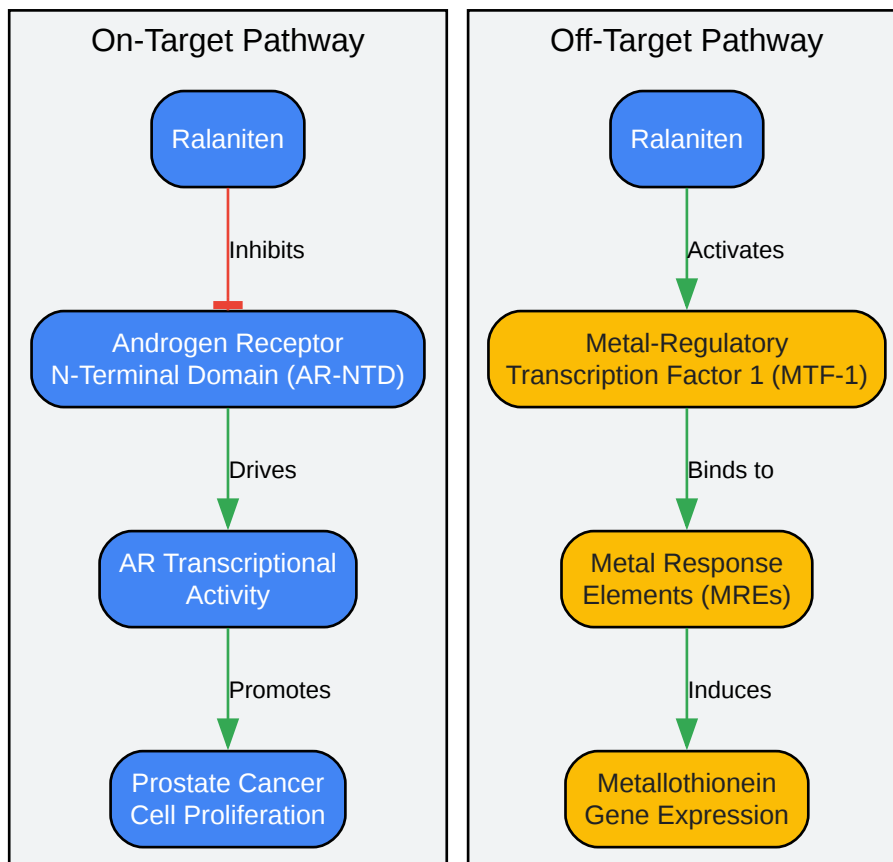 On-Target Pathway
Ralaniten
Inhibits
Androgen Receptor
N-Terminal Domain (AR-NTD)
Drives
AR Transcriptional
Activity
Promotes
Prostate Cancer
Cell Proliferation
Off-Target Pathway
Ralaniten
Activates
Metal-Regulatory
Transcription Factor 1 (MTF-1)
Binds to
Metal Response
Elements (MREs)
Induces
Metallothionein
Gene Expression